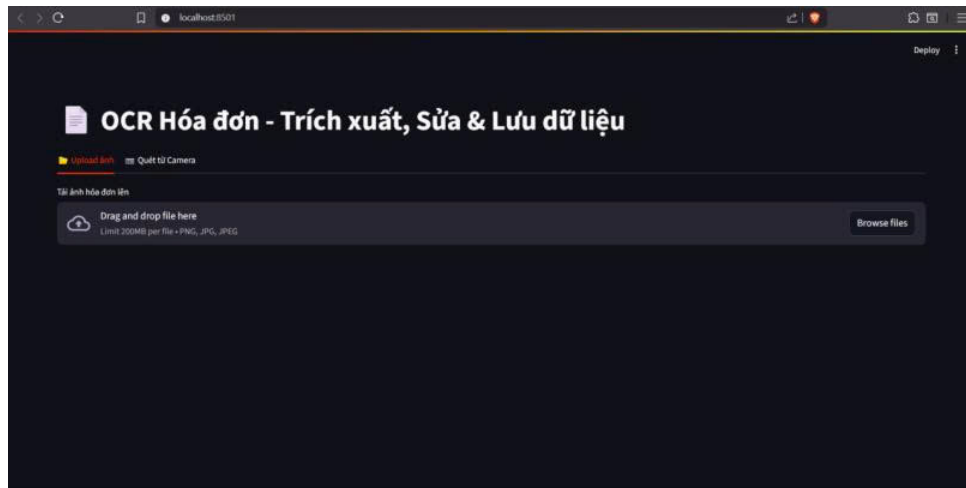 localhost:8501
Deploy
OCR Hóa đơn - Trích xuất, Sửa & Lưu dữ liệu
Upload ảnh
Quét từ Camera
Tải ảnh hóa đơn lên
Drag and drop file here
Limit 200MB per file • PNG, JPG, JPEG
Browse files